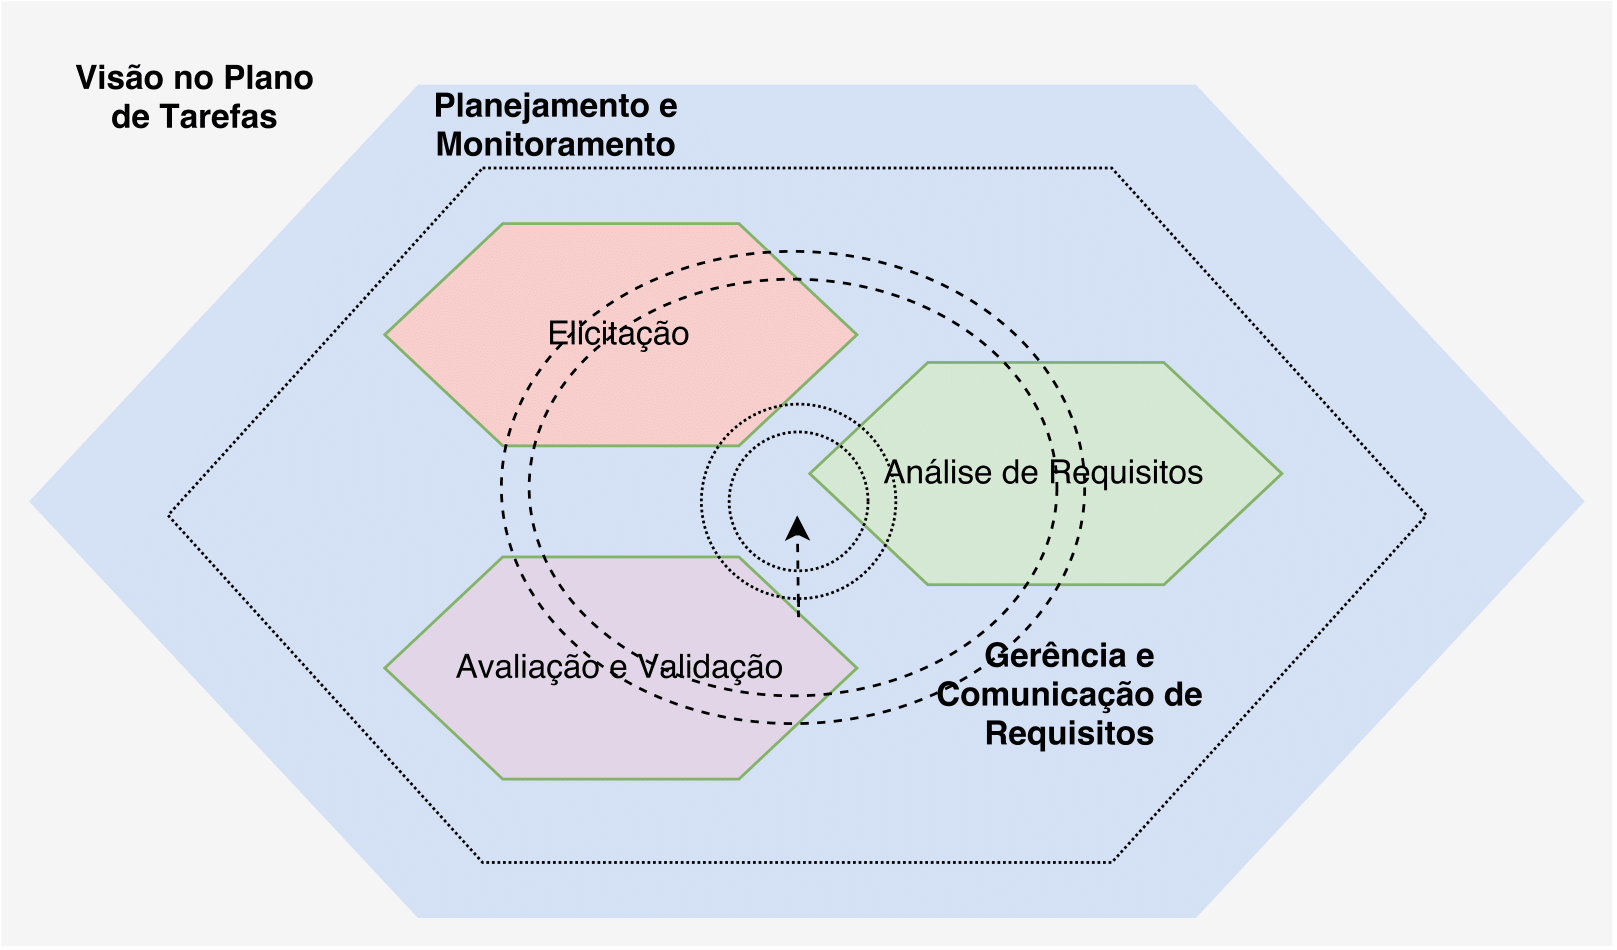 Visão no Plano
de Tarefas
Planejamento e
Monitoramento
Elicitação
Análise de Requisitos
Avaliação e Validação
Gerência e
Comunicação de
Requisitos